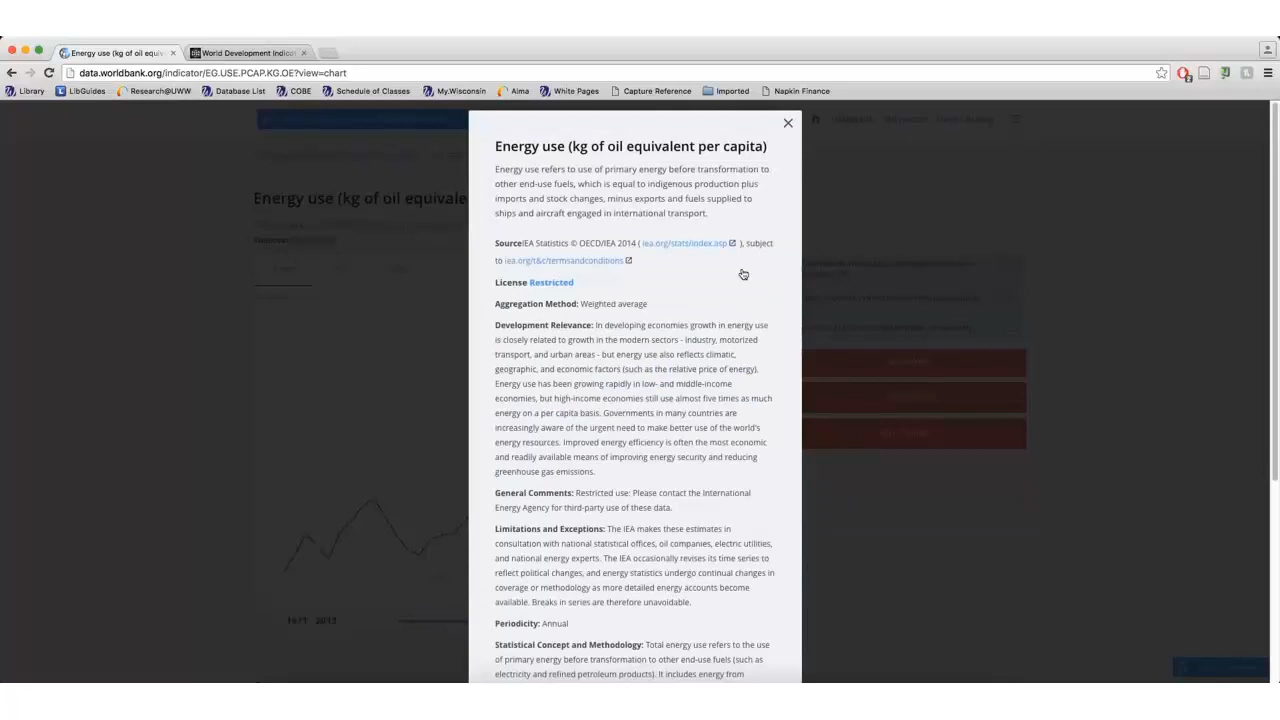 Energy use (kg of oil equiv
World Development Indica
data.worldbank.org/indicator/EG.USE.PCAP.KG.OE?view=chart
Library LibGuides Research@UWW Database List COBE Schedule of Classes My.Wisconsin Alma White Pages Capture Reference Imported Napkin Finance
Energy use (kg of oil equivale
Energy use (kg of oil equivalent per capita)
Energy use refers to use of primary energy before transformation to
other end-use fuels, which is equal to indigenous production plus
imports and stock changes, minus exports and fuels supplied to
ships and aircraft engaged in international transport.
SourceIEA Statistics © OECD/IEA 2014 ( iea.org/stats/index.asp ), subject
to iea.org/t&c/termsandconditions
License Restricted
Aggregation Method: Weighted average
Development Relevance: In developing economies growth in energy use
is closely related to growth in the modern sectors - industry, motorized
transport, and urban areas - but energy use also reflects climatic,
geographic, and economic factors (such as the relative price of energy).
Energy use has been growing rapidly in low- and middle-income
economies, but high-income economies still use almost five times as much
energy on a per capita basis. Governments in many countries are
increasingly aware of the urgent need to make better use of the world's
energy resources. Improved energy efficiency is often the most economic
and readily available means of improving energy security and reducing
greenhouse gas emissions.
General Comments: Restricted use: Please contact the International
Energy Agency for third-party use of these data.
Limitations and Exceptions: The IEA makes these estimates in
consultation with national statistical offices, oil companies, electric utilities,
and national energy experts. The IEA occasionally revises its time series to
reflect political changes, and energy statistics undergo continual changes in
coverage or methodology as more detailed energy accounts become
available. Breaks in series are therefore unavoidable.
Periodicity: Annual
Statistical Concept and Methodology: Total energy use refers to the use
of primary energy before transformation to other end-use fuels (such as
electricity and refined petroleum products). It includes energy from
1971 2013